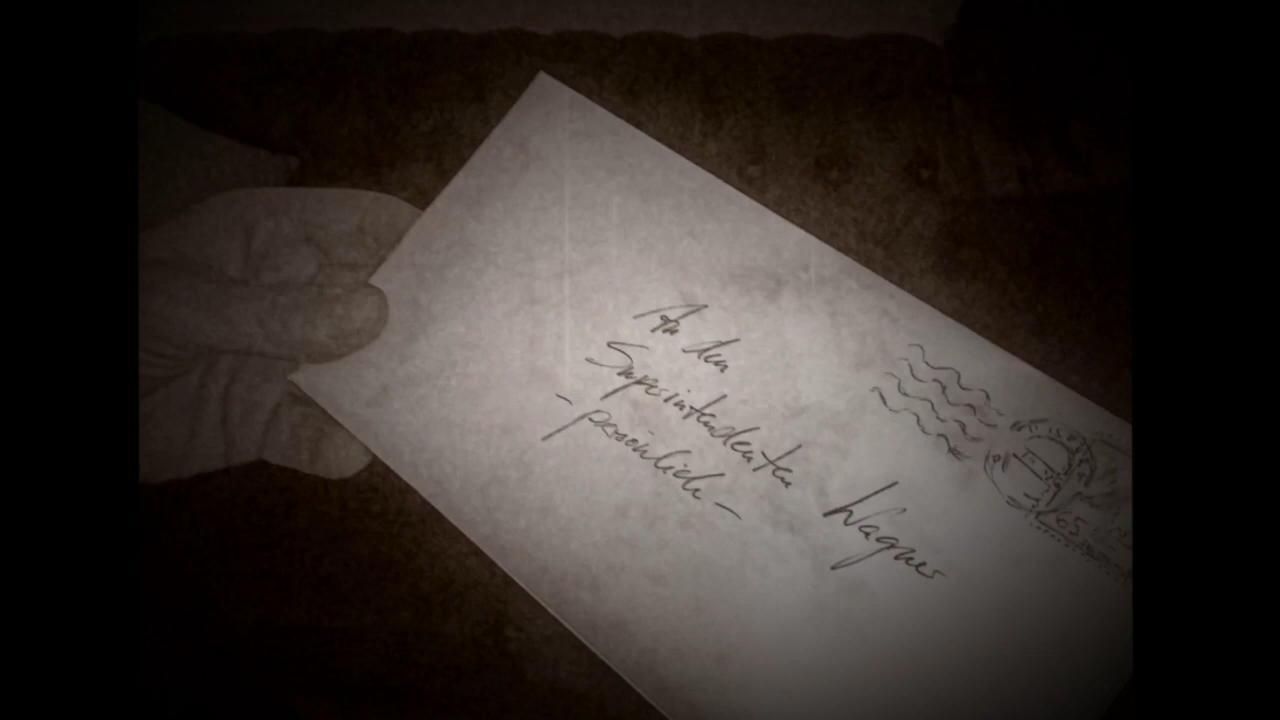 An den
Superintendenten Wagner
- persönlich -